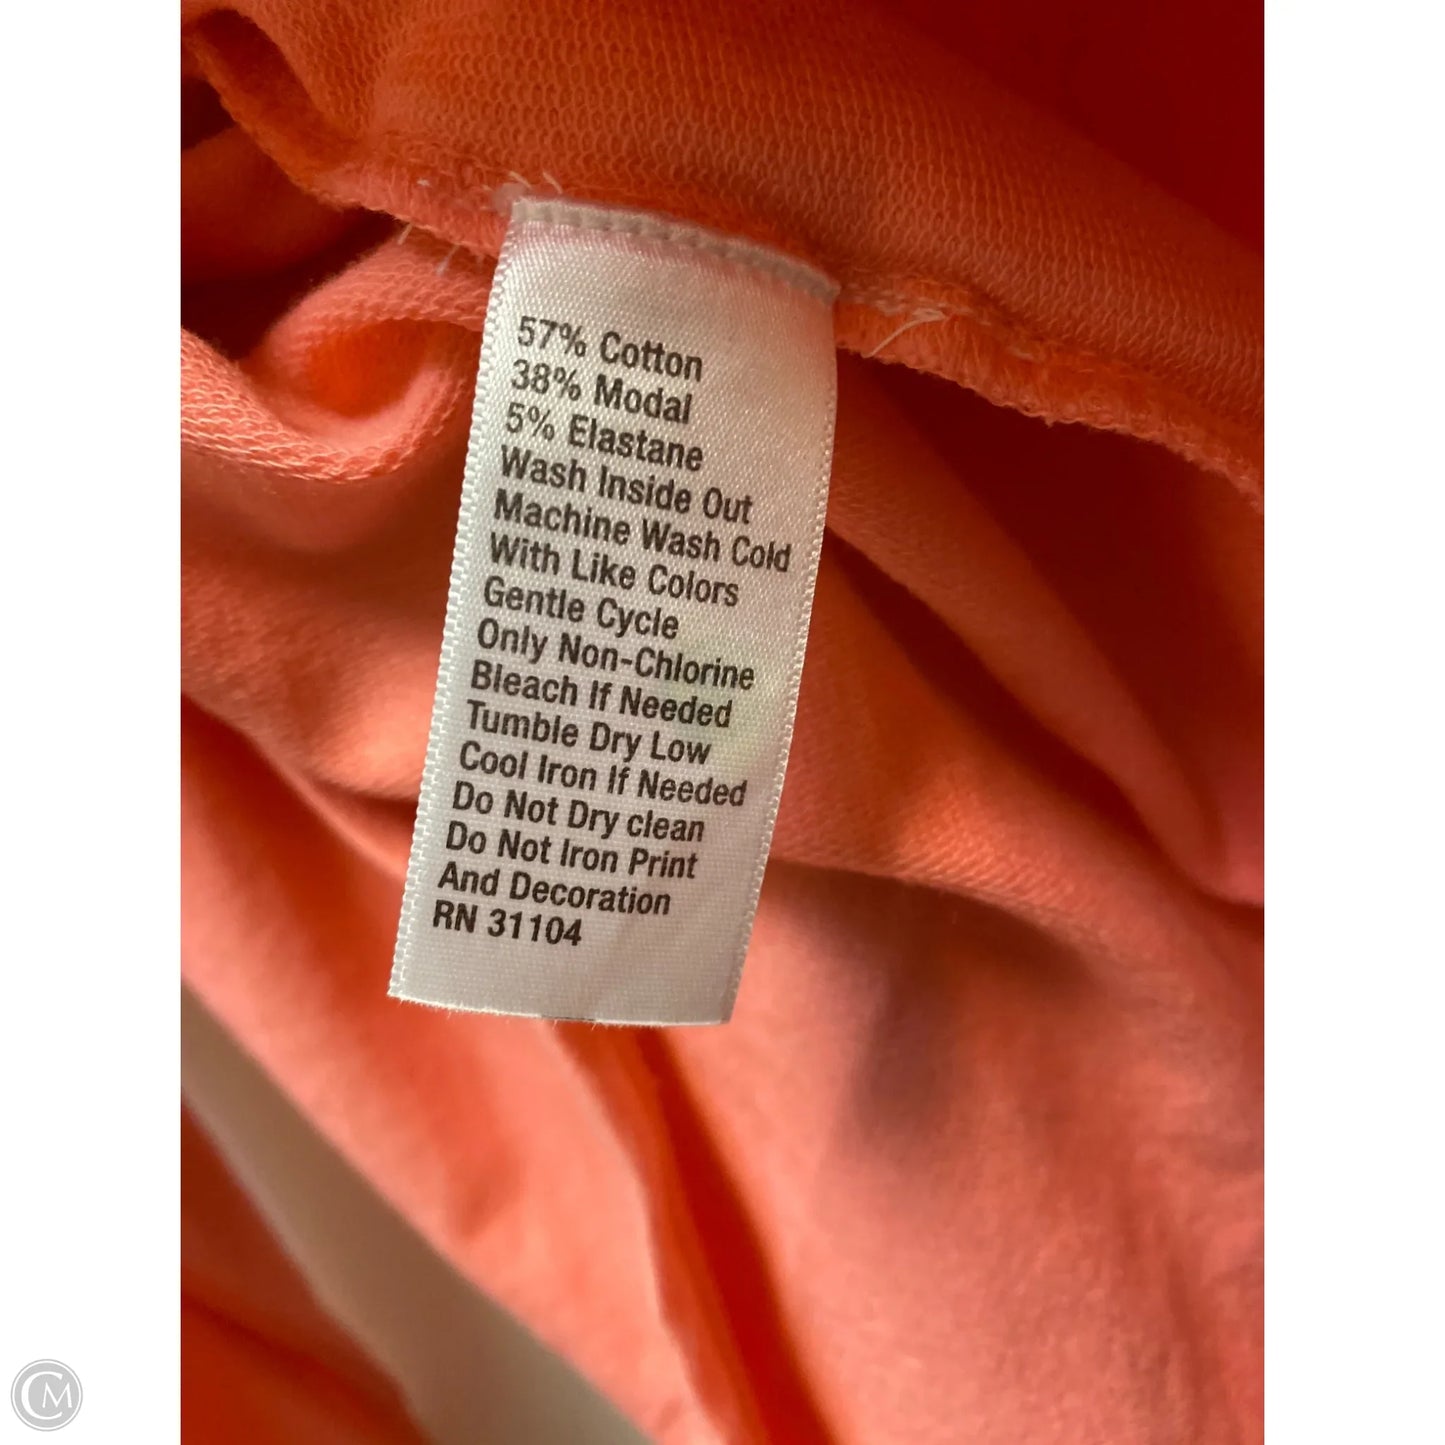 57% Cotton
38% Modal
5% Elastane
Wash Inside Out
Machine Wash Cold
With Like Colors
Gentle Cycle
Only Non-Chlorine
Bleach If Needed
Tumble Dry Low
Cool Iron If Needed
Do Not Dry clean
Do Not Iron Print
And Decoration
RN 31104
CM